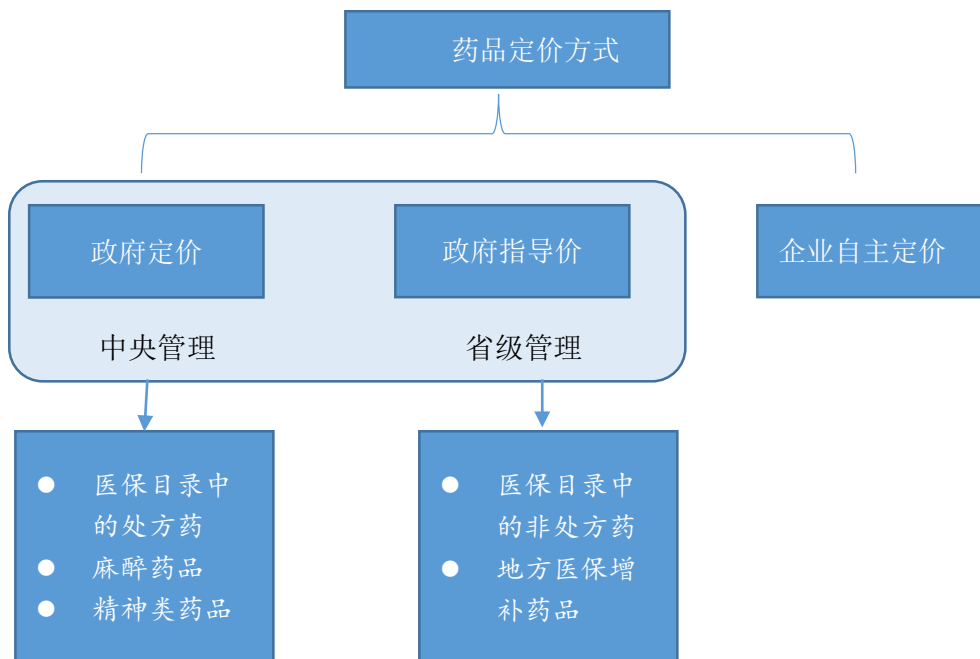 药品定价方式
政府定价
政府指导价
企业自主定价
中央管理
省级管理
医保目录中
的处方药
麻醉药品
精神类药品
医保目录中
的非处方药
地方医保增
补药品